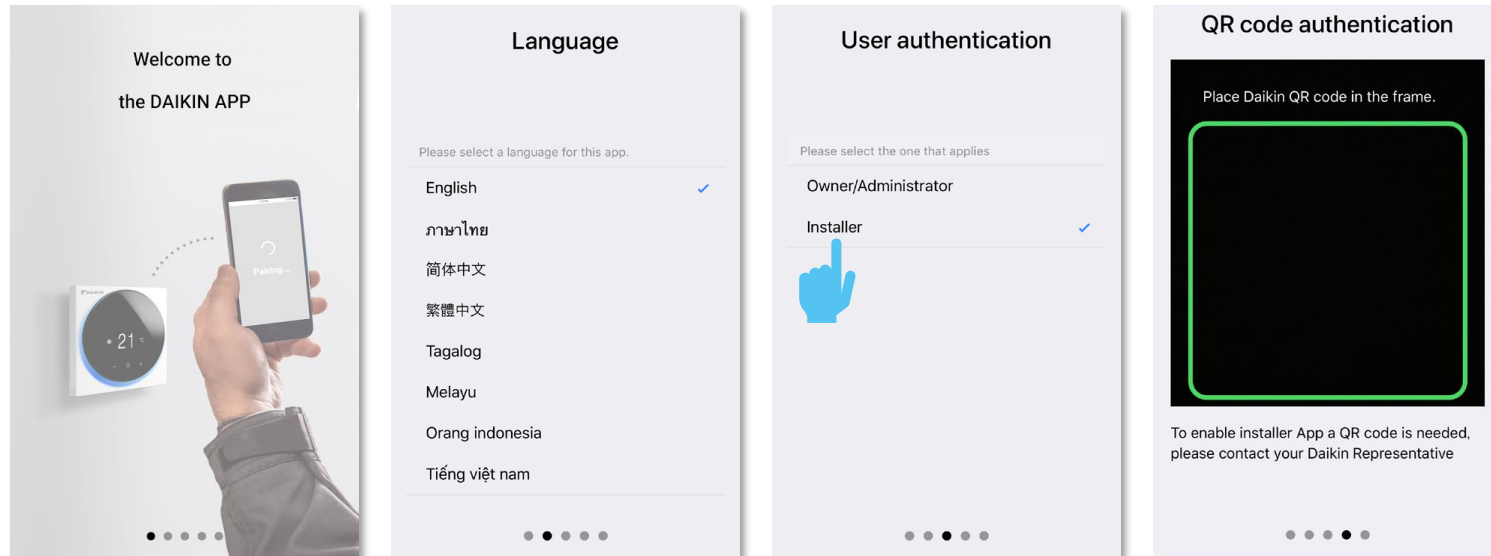 Welcome to
the DAIKIN APP
Pairing...
DAIKIN
21
Language
Please select a language for this app.
English
ภาษาไทย
简体中文
繁體中文
Tagalog
Melayu
Orang indonesia
Tiếng việt nam
User authentication
Please select the one that applies
Owner/Administrator
Installer
QR code authentication
Place Daikin QR code in the frame.
To enable installer App a QR code is needed,
please contact your Daikin Representative